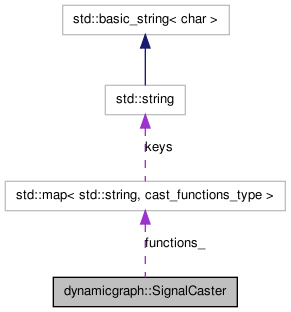 std::basic_string< char >
std::string
keys
std::map< std::string, cast_functions_type >
functions_
dynamicgraph::SignalCaster